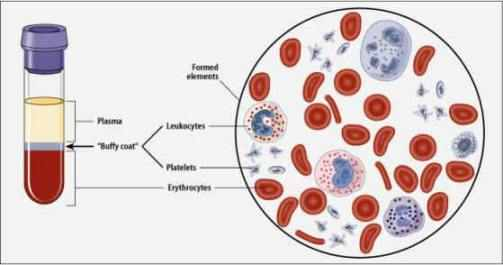 Formed
elements
Plasma
Leukocytes
"Buffy coat"
Platelets
Erythrocytes